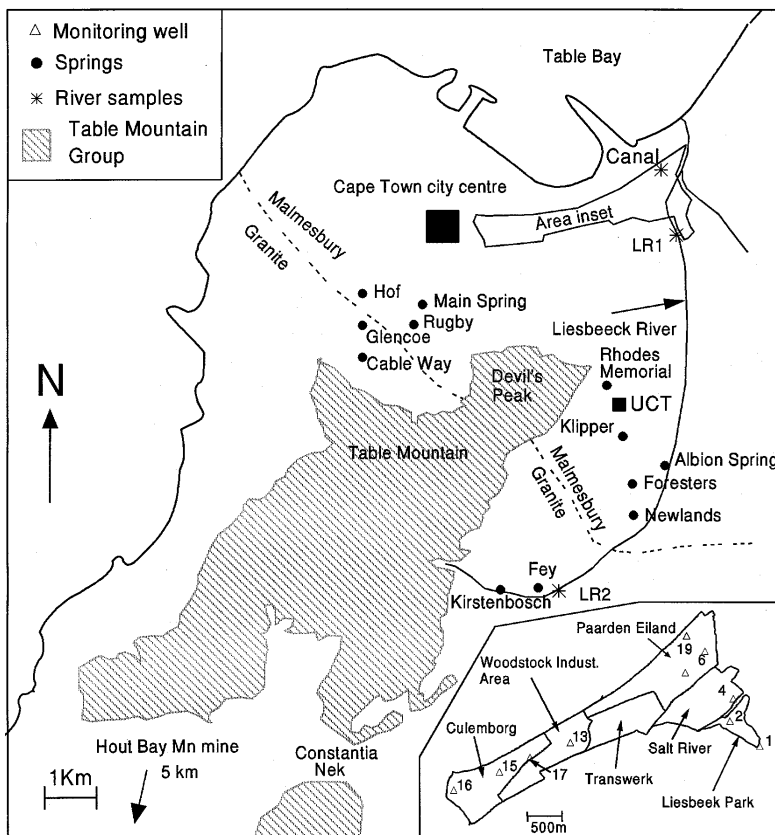 Monitoring well
Springs
River samples
Table Mountain
Group
Table Bay
Canal
Cape Town city centre
Area inset
LR1
Malmesbury
Granite
Hof
Main Spring
Rugby
Glencoe
Cable Way
Liesbeeck River
Rhodes
Memorial
UCT
Devil's
Peak
Klipper
N
Table Mountain
Albion Spring
Foresters
Newlands
Malmesbury
Granite
Fey
Kirstenbosch
LR2
Hout Bay Mn mine
5 km
1Km
Constantia
Nek
Paarden Eiland
19
6
Woodstock Indust.
Area
4
2
1
Culemborg
13
Salt River
15
17
Transwerk
16
Liesbeek Park
500m